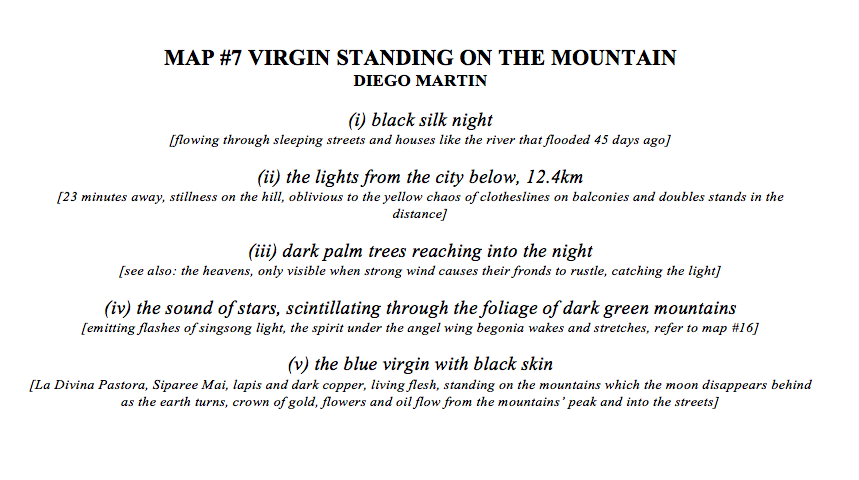 MAP #7 VIRGIN STANDING ON THE MOUNTAIN
DIEGO MARTIN
(i) black silk night
[flowing through sleeping streets and houses like the river that flooded 45 days ago]
(ii) the lights from the city below, 12.4km
[23 minutes away, stillness on the hill, oblivious to the yellow chaos of clotheslines on balconies and doubles stands in the
distance]
(iii) dark palm trees reaching into the night
[see also: the heavens, only visible when strong wind causes their fronds to rustle, catching the light]
(iv) the sound of stars, scintillating through the foliage of dark green mountains
[emitting flashes of singsong light, the spirit under the angel wing begonia wakes and stretches, refer to map #16]
(v) the blue virgin with black skin
[La Divina Pastora, Siparee Mai, lapis and dark copper, living flesh, standing on the mountains which the moon disappears behind
as the earth turns, crown of gold, flowers and oil flow from the mountains’ peak and into the streets]